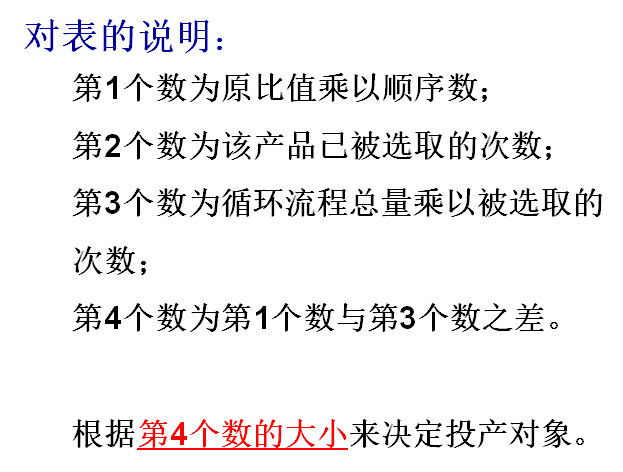 对表的说明：
第1个数为原比值乘以顺序数；
第2个数为该产品已被选取的次数；
第3个数为循环流程总量乘以被选取的
次数；
第4个数为第1个数与第3个数之差。
根据第4个数的大小来决定投产对象。